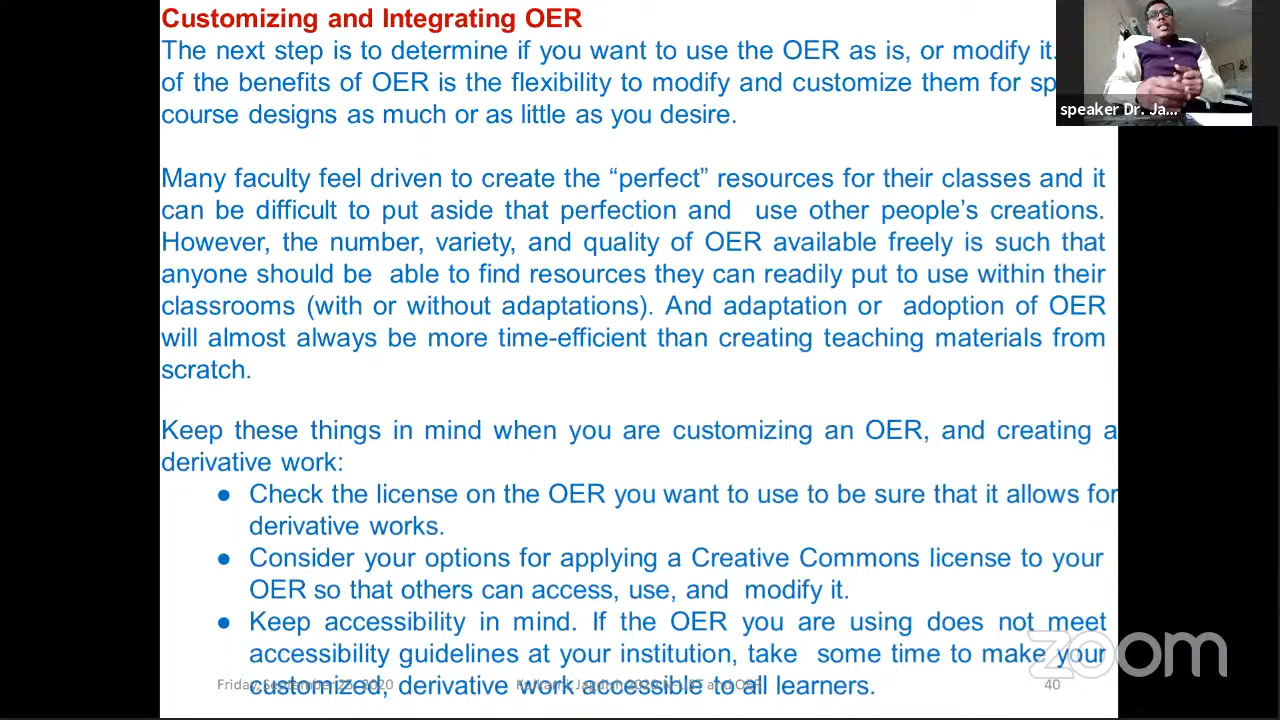 Customizing and Integrating OER
The next step is to determine if you want to use the OER as is, or modify it.
of the benefits of OER is the flexibility to modify and customize them for sp
course designs as much or as little as you desire.
speaker Dr. Ja...
Many faculty feel driven to create the “perfect” resources for their classes and it
can be difficult to put aside that perfection and use other people’s creations.
However, the number, variety, and quality of OER available freely is such that
anyone should be able to find resources they can readily put to use within their
classrooms (with or without adaptations). And adaptation or adoption of OER
will almost always be more time-efficient than creating teaching materials from
scratch.
Keep these things in mind when you are customizing an OER, and creating a
derivative work:
● Check the license on the OER you want to use to be sure that it allows for
derivative works.
● Consider your options for applying a Creative Commons license to your
OER so that others can access, use, and modify it.
● Keep accessibility in mind. If the OER you are using does not meet
accessibility guidelines at your institution, take some time to make your
customized, derivative work accessible to all learners.
zoom
Friday, September 2020
40